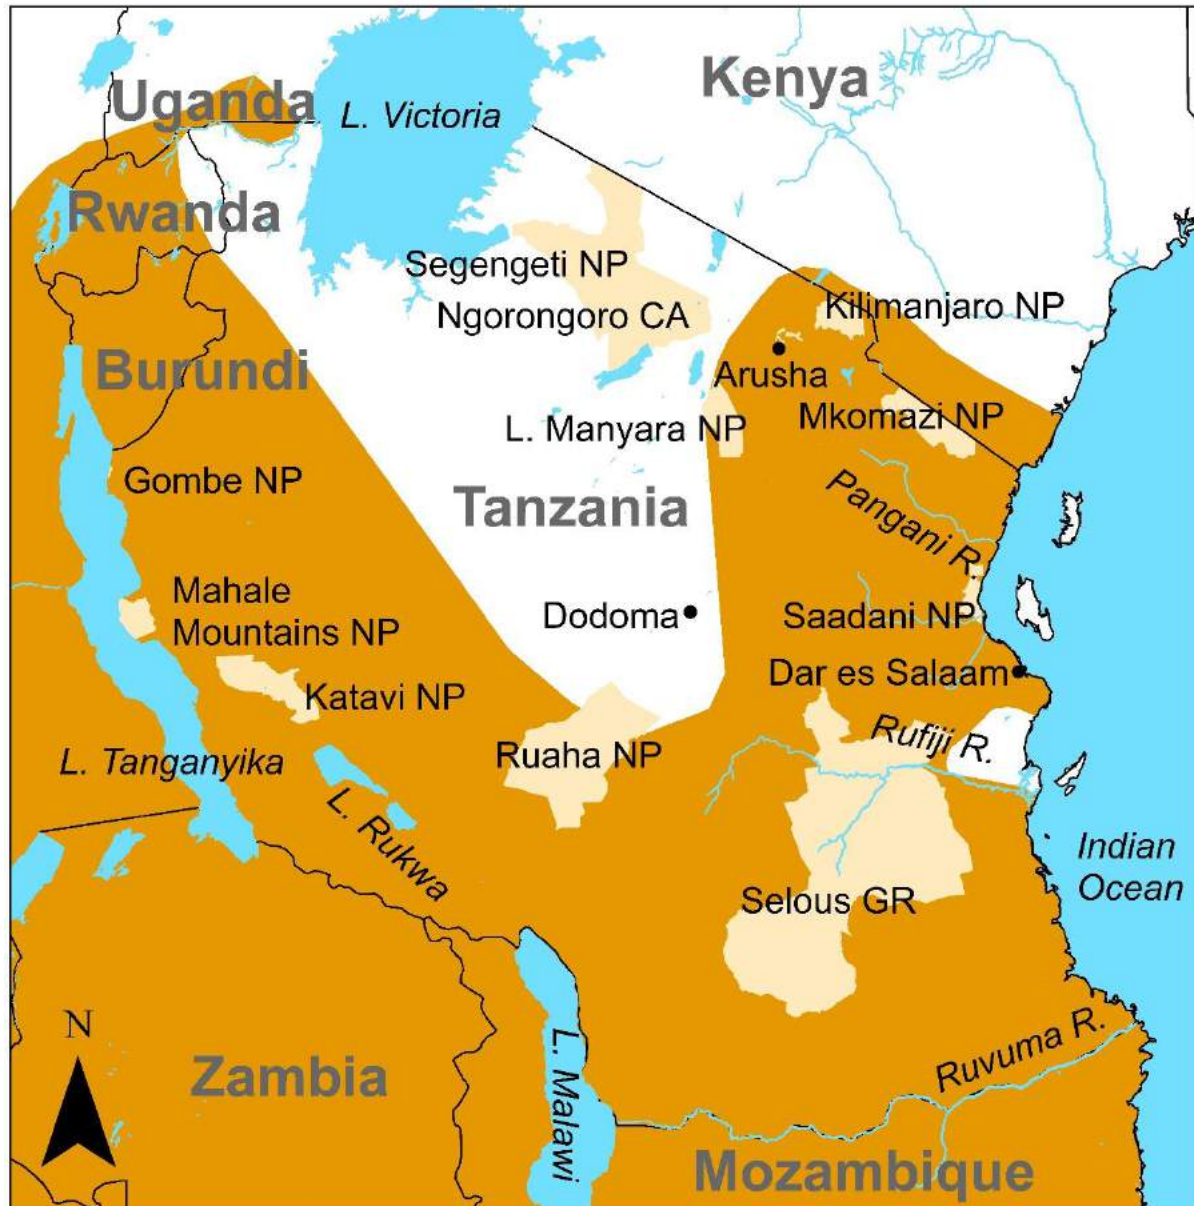 Kenya
Uganda
L. Victoria
Rwanda
Segengeti NP
Ngorongoro CA
Kilimanjaro NP
Burundi
Arusha
Mkomazi NP
L. Manyara NP
Gombe NP
Tanzania
Pangani R.
Mahale
Mountains NP
Dodoma
Saadani NP
Katavi NP
Dar es Salaam
Ruaha NP
Rufiji R.
L. Tanganyika
L. Rukwa
Indian
Ocean
Selous GR
N
Ruvuma R.
Zambia
L. Malawi
Mozambique